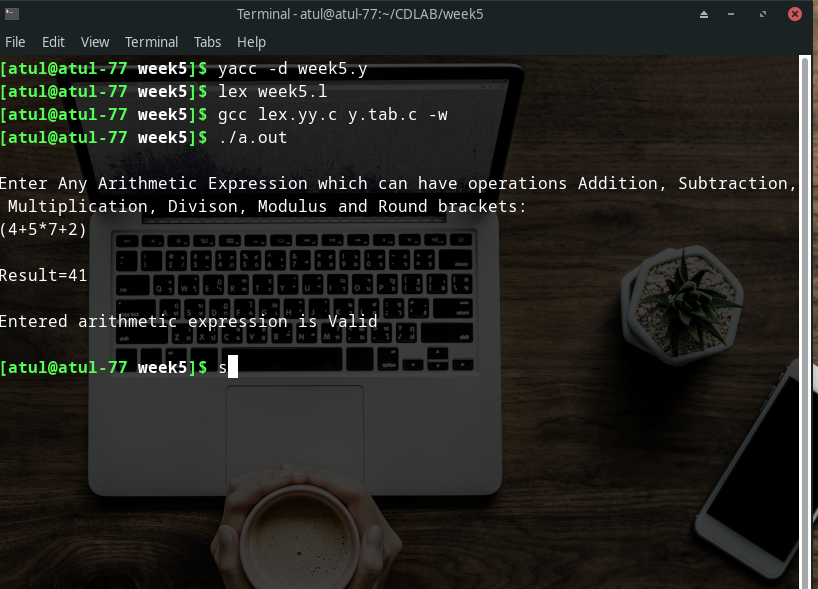 Terminal - atul@atul-77:~/CDLAB/week5
File Edit View Terminal Tabs Help
[atul@atul-77 week5]$ yacc -d week5.y
[atul@atul-77 week5]$ lex week5.l
[atul@atul-77 week5]$ gcc lex.yy.c y.tab.c -w
[atul@atul-77 week5]$ ./a.out
Enter Any Arithmetic Expression which can have operations Addition, Subtraction,
Multiplication, Divison, Modulus and Round brackets:
(4+5*7+2)
Result=41
Entered arithmetic expression is Valid
[atul@atul-77 week5]$ s